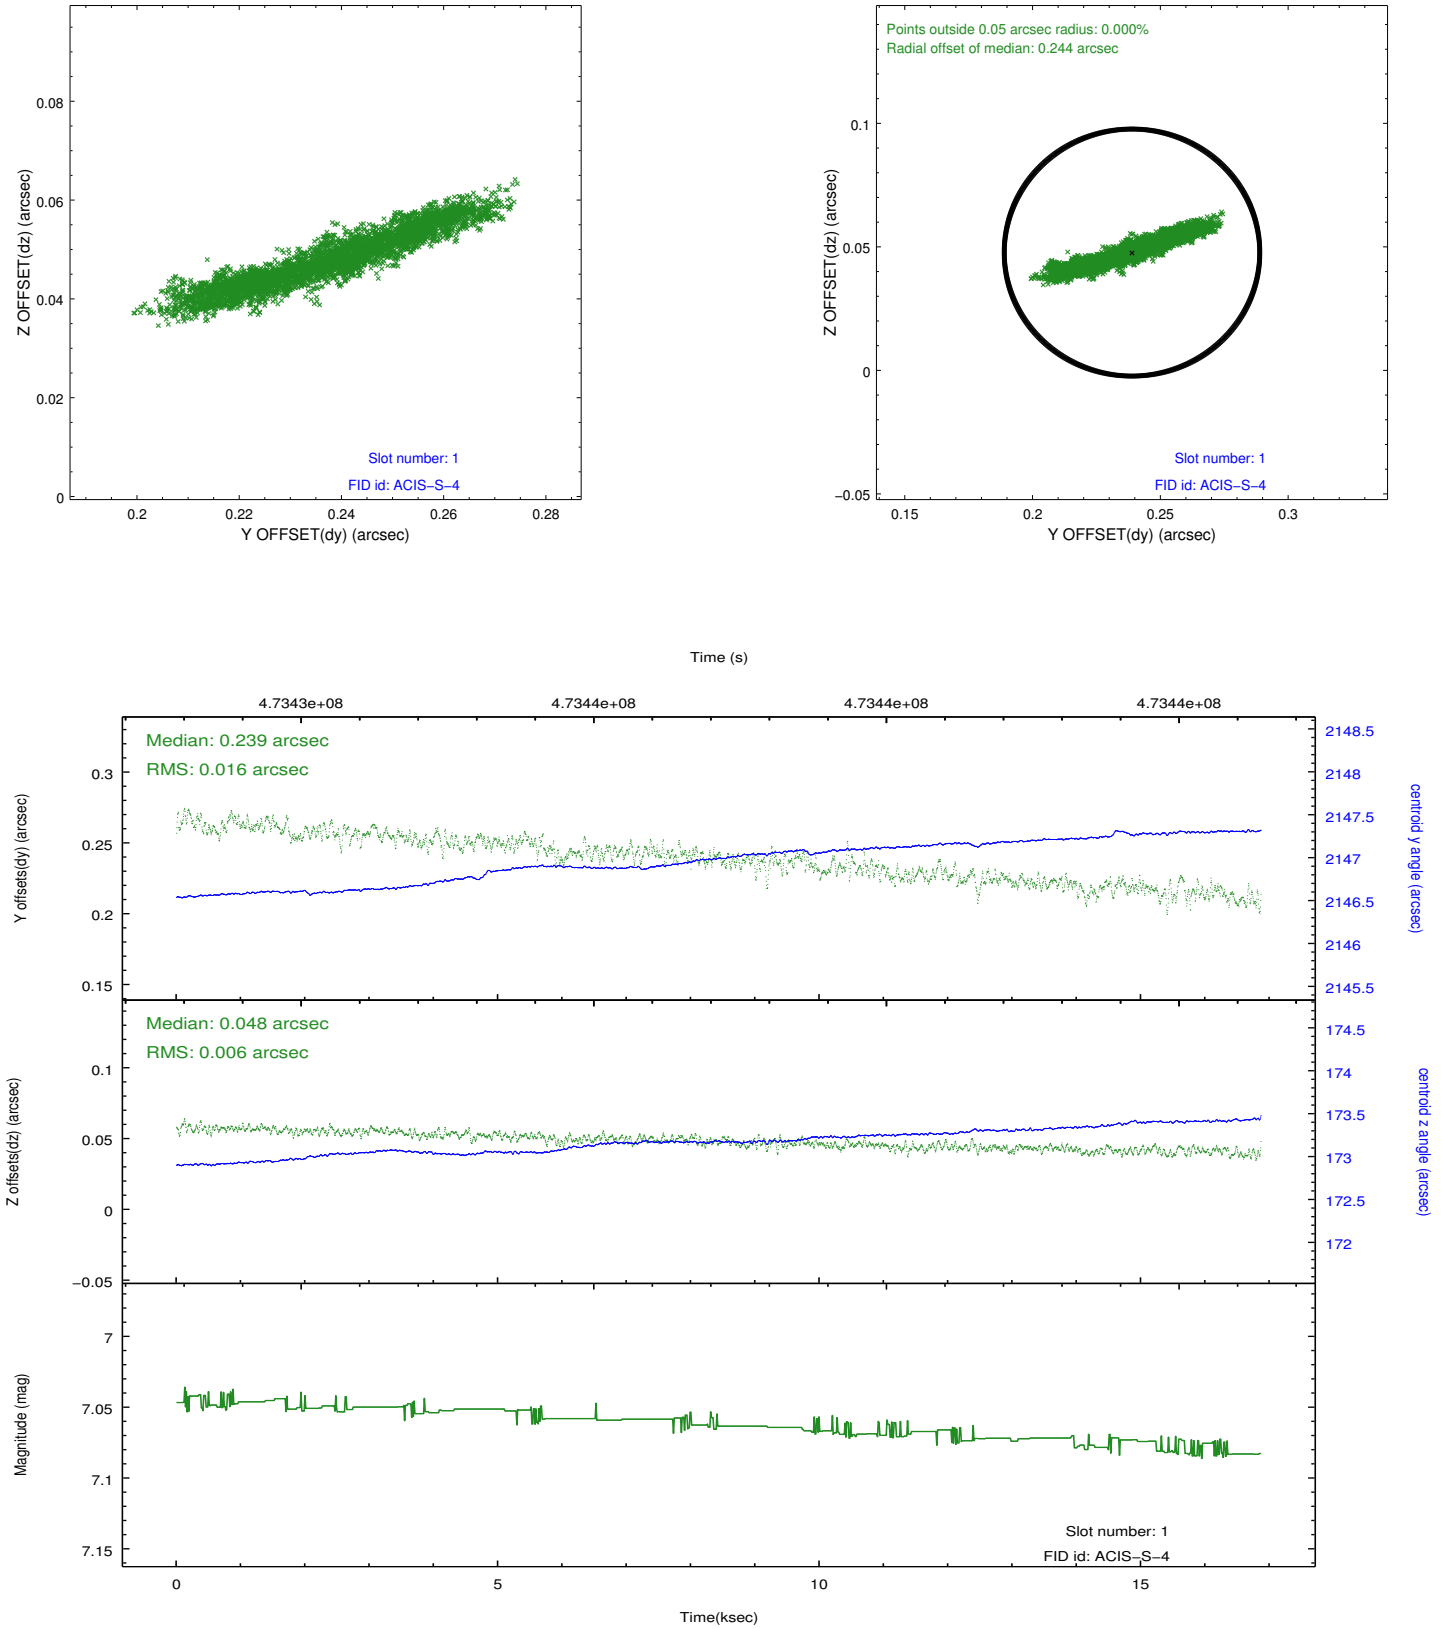 0.08
0.06
0.04
0.02
0
Z OFFSET(dz) (arcsec)
Slot number: 1
FID id: ACIS−S−4
0.2 0.22 0.24 0.26 0.28
Y OFFSET(dy) (arcsec)
Points outside 0.05 arcsec radius: 0.000%
Radial offset of median: 0.244 arcsec
0.1
0.05
0
−0.05
Z OFFSET(dz) (arcsec)
Slot number: 1
FID id: ACIS−S−4
0.15 0.2 0.25 0.3
Y OFFSET(dy) (arcsec)
Time (s)
4.7343e+08 4.7344e+08 4.7344e+08 4.7344e+08
Median: 0.239 arcsec
RMS: 0.016 arcsec
0.3
0.25
0.2
0.15
Y offsets(dy) (arcsec)
2148.5
2148
2147.5
2147
2146.5
2146
2145.5
centroid y angle (arcsec)
Median: 0.048 arcsec
RMS: 0.006 arcsec
0.1
0.05
0
−0.05
Z offsets(dz) (arcsec)
174.5
174
173.5
173
172.5
172
centroid z angle (arcsec)
7
7.05
7.1
7.15
Magnitude (mag)
Slot number: 1
FID id: ACIS−S−4
0 5 10 15
Time(ksec)